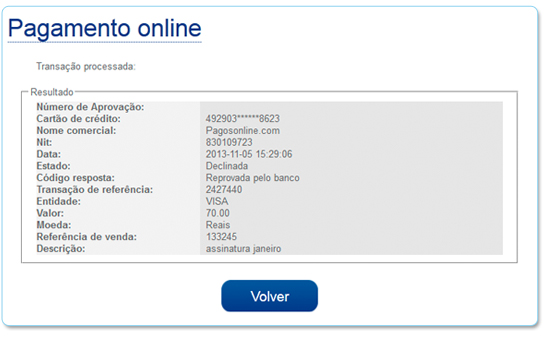 Pagamento online
Transação processada:
Resultado
Número de Aprovação:
Cartão de crédito: 492903******8623
Nome comercial: Pagosonline.com
Nit: 830109723
Data: 2013-11-05 15:29:06
Estado: Declinada
Código resposta: Reprovada pelo banco
Transação de referência: 2427440
Entidade: VISA
Valor: 70.00
Moeda: Reais
Referência de venda: 133245
Descrição: assinatura janeiro
Volver